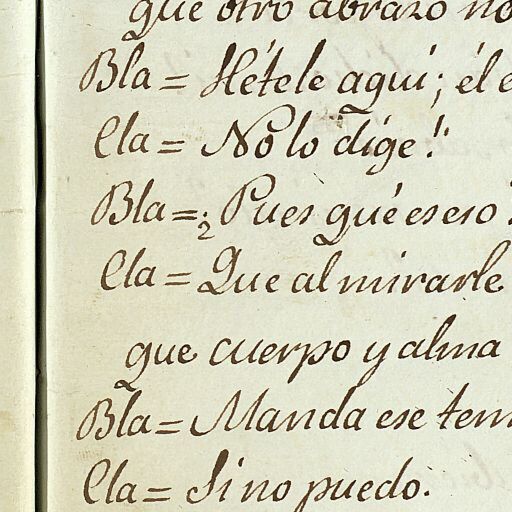 que otro abrazo no
Bla = Hétele aquí; él e
Cla = No lo dige!
Bla = ¿Pues qué es eso?
Cla = Que al mirarle
que cuerpo y alma
Bla = Manda ese tem
Cla = Si no puedo.